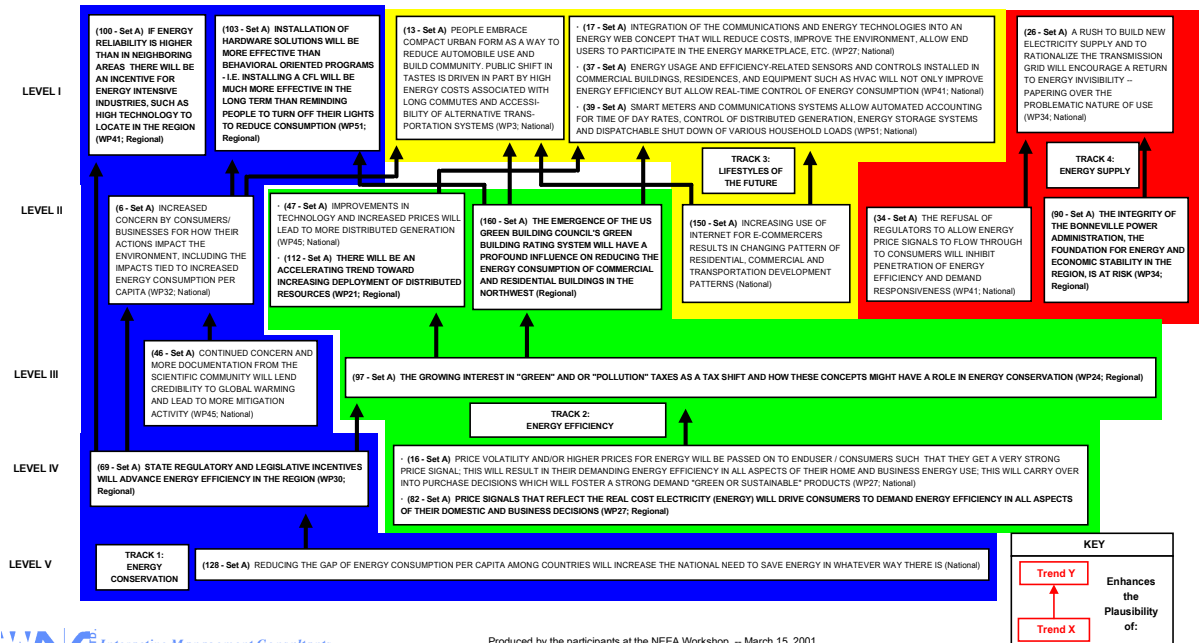 LEVEL I
(100 - Set A) IF ENERGY
RELIABILITY IS HIGHER
THAN IN NEIGHBORING
AREAS THERE WILL BE
AN INCENTIVE FOR
ENERGY INTENSIVE
INDUSTRIES, SUCH AS
HIGH TECHNOLOGY TO
LOCATE IN THE REGION
(WP41; Regional)
(103 - Set A) INSTALLATION OF
HARDWARE SOLUTIONS WILL BE
MORE EFFECTIVE THAN
BEHAVIORAL ORIENTED PROGRAMS
- I.E. INSTALLING A CFL WILL BE
MUCH MORE EFFECTIVE IN THE
LONG TERM THAN REMINDING
PEOPLE TO TURN OFF THEIR LIGHTS
TO REDUCE CONSUMPTION (WP51;
Regional)
(13 - Set A) PEOPLE EMBRACE
COMPACT URBAN FORM AS A WAY TO
REDUCE AUTOMOBILE USE AND
BUILD COMMUNITY. PUBLIC SHIFT IN
TASTES IS DRIVEN IN PART BY HIGH
ENERGY COSTS ASSOCIATED WITH
LONG COMMUTES AND ACCESSI-
BILITY OF ALTERNATIVE TRANS-
PORTATION SYSTEMS (WP3; National)
· (17 - Set A) INTEGRATION OF THE COMMUNICATIONS AND ENERGY TECHNOLOGIES INTO AN
ENERGY WEB CONCEPT THAT WILL REDUCE COSTS, IMPROVE THE ENVIRONMENT, ALLOW END
USERS TO PARTICIPATE IN THE ENERGY MARKETPLACE, ETC. (WP27; National)
· (37 - Set A) ENERGY USAGE AND EFFICIENCY-RELATED SENSORS AND CONTROLS INSTALLED IN
COMMERCIAL BUILDINGS, RESIDENCES, AND EQUIPMENT SUCH AS HVAC WILL NOT ONLY IMPROVE
ENERGY EFFICIENCY BUT ALLOW REAL-TIME CONTROL OF ENERGY CONSUMPTION (WP41; National)
· (39 - Set A) SMART METERS AND COMMUNICATIONS SYSTEMS ALLOW AUTOMATED ACCOUNTING
FOR TIME OF DAY RATES, CONTROL OF DISTRIBUTED GENERATION, ENERGY STORAGE SYSTEMS
AND DISPATCHABLE SHUT DOWN OF VARIOUS HOUSEHOLD LOADS (WP51; National)
(26 - Set A) A RUSH TO BUILD NEW
ELECTRICITY SUPPLY AND TO
RATIONALIZE THE TRANSMISSION
GRID WILL ENCOURAGE A RETURN
TO ENERGY INVISIBILITY --
PAPERING OVER THE
PROBLEMATIC NATURE OF USE
(WP34; National)
TRACK 3:
LIFESTYLES OF
THE FUTURE
TRACK 4:
ENERGY SUPPLY
LEVEL II
(6 - Set A) INCREASED
CONCERN BY CONSUMERS/
BUSINESSES FOR HOW THEIR
ACTIONS IMPACT THE
ENVIRONMENT, INCLUDING THE
IMPACTS TIED TO INCREASED
ENERGY CONSUMPTION PER
CAPITA (WP32; National)
· (47 - Set A) IMPROVEMENTS IN
TECHNOLOGY AND INCREASED PRICES WILL
LEAD TO MORE DISTRIBUTED GENERATION
(WP45; National)
· (112 - Set A) THERE WILL BE AN
ACCELERATING TREND TOWARD
INCREASING DEPLOYMENT OF DISTRIBUTED
RESOURCES (WP21; Regional)
(160 - Set A) THE EMERGENCE OF THE US
GREEN BUILDING COUNCIL'S GREEN
BUILDING RATING SYSTEM WILL HAVE A
PROFOUND INFLUENCE ON REDUCING THE
ENERGY CONSUMPTION OF COMMERCIAL
AND RESIDENTIAL BUILDINGS IN THE
NORTHWEST (Regional)
(150 - Set A) INCREASING USE OF
INTERNET FOR E-COMMERCERS
RESULTS IN CHANGING PATTERN OF
RESIDENTIAL, COMMERCIAL AND
TRANSPORTATION DEVELOPMENT
PATTERNS (National)
(34 - Set A) THE REFUSAL OF
REGULATORS TO ALLOW ENERGY
PRICE SIGNALS TO FLOW THROUGH
TO CONSUMERS WILL INHIBIT
PENETRATION OF ENERGY
EFFICIENCY AND DEMAND
RESPONSIVENESS (WP41; National)
(90 - Set A) THE INTEGRITY OF
THE BONNEVILLE POWER
ADMINISTRATION, THE
FOUNDATION FOR ENERGY AND
ECONOMIC STABILITY IN THE
REGION, IS AT RISK (WP34;
Regional)
LEVEL III
(46 - Set A) CONTINUED CONCERN AND
MORE DOCUMENTATION FROM THE
SCIENTIFIC COMMUNITY WILL LEND
CREDIBILITY TO GLOBAL WARMING
AND LEAD TO MORE MITIGATION
ACTIVITY (WP45; National)
(97 - Set A) THE GROWING INTEREST IN "GREEN" AND OR "POLLUTION" TAXES AS A TAX SHIFT AND HOW THESE CONCEPTS MIGHT HAVE A ROLE IN ENERGY CONSERVATION (WP24; Regional)
TRACK 2:
ENERGY EFFICIENCY
LEVEL IV
(69 - Set A) STATE REGULATORY AND LEGISLATIVE INCENTIVES
WILL ADVANCE ENERGY EFFICIENCY IN THE REGION (WP30;
Regional)
· (16 - Set A) PRICE VOLATILITY AND/OR HIGHER PRICES FOR ENERGY WILL BE PASSED ON TO ENDUSER / CONSUMERS SUCH THAT THEY GET A VERY STRONG
PRICE SIGNAL; THIS WILL RESULT IN THEIR DEMANDING ENERGY EFFICIENCY IN ALL ASPECTS OF THEIR HOME AND BUSINESS ENERGY USE; THIS WILL CARRY OVER
INTO PURCHASE DECISIONS WHICH WILL FOSTER A STRONG DEMAND "GREEN OR SUSTAINABLE" PRODUCTS (WP27; National)
· (82 - Set A) PRICE SIGNALS THAT REFLECT THE REAL COST ELECTRICITY (ENERGY) WILL DRIVE CONSUMERS TO DEMAND ENERGY EFFICIENCY IN ALL ASPECTS
OF THEIR DOMESTIC AND BUSINESS DECISIONS (WP27; Regional)
LEVEL V
TRACK 1:
ENERGY
CONSERVATION
(128 - Set A) REDUCING THE GAP OF ENERGY CONSUMPTION PER CAPITA AMONG COUNTRIES WILL INCREASE THE NATIONAL NEED TO SAVE ENERGY IN WHATEVER WAY THERE IS (National)
KEY
Trend Y
Trend X
Enhances
the
Plausibility
of:
Interactive Management Consultants
Produced by the participants at the NEEA Workshop -- March 15, 2001